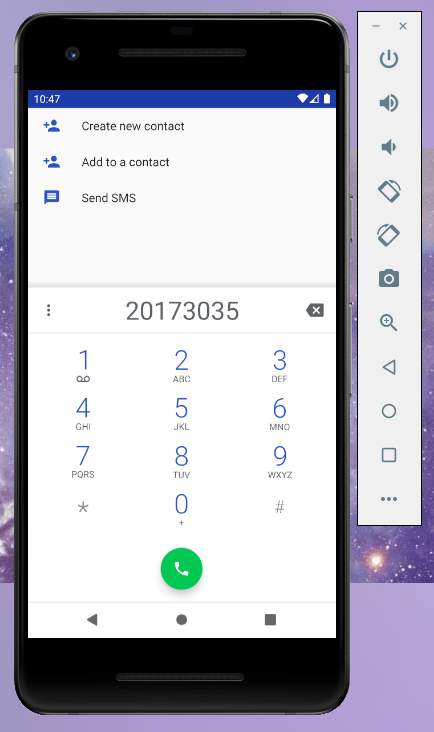 10:47
Create new contact
Add to a contact
Send SMS
20173035
1 2 3
ABC DEF
4 5 6
GHI JKL MNO
7 8 9
PQRS TUV WXYZ
* 0 #
+